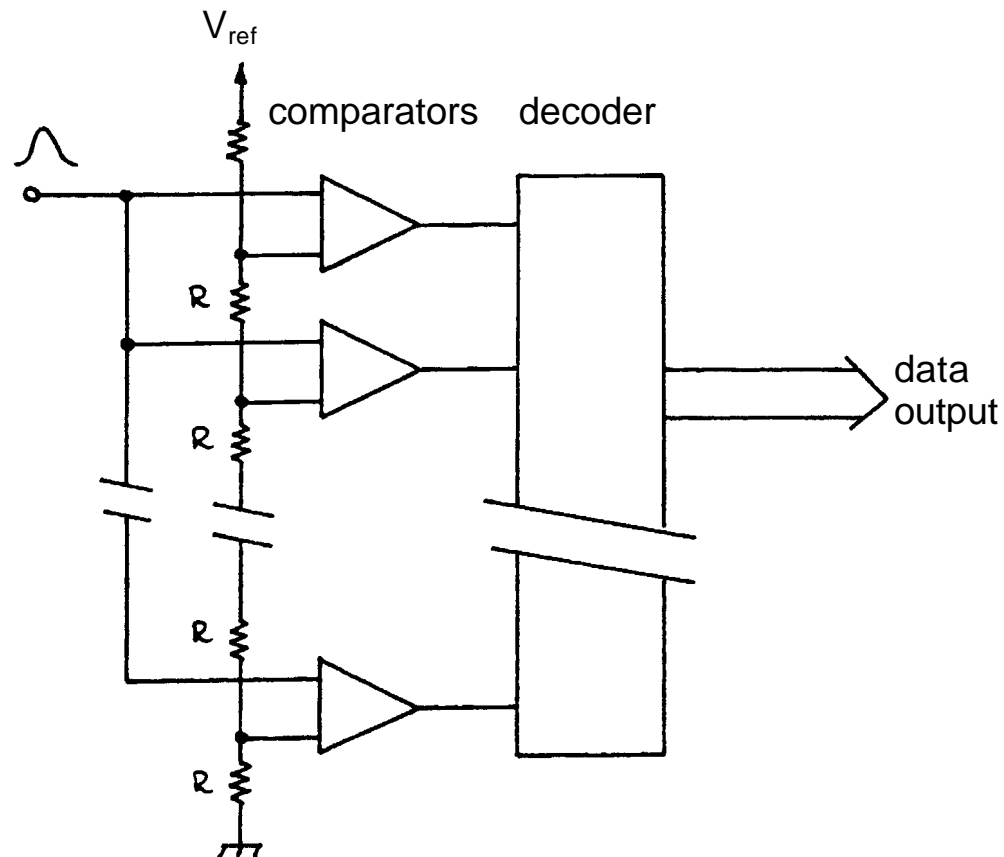 V_ref
comparators decoder
R
R
data
output
R
R